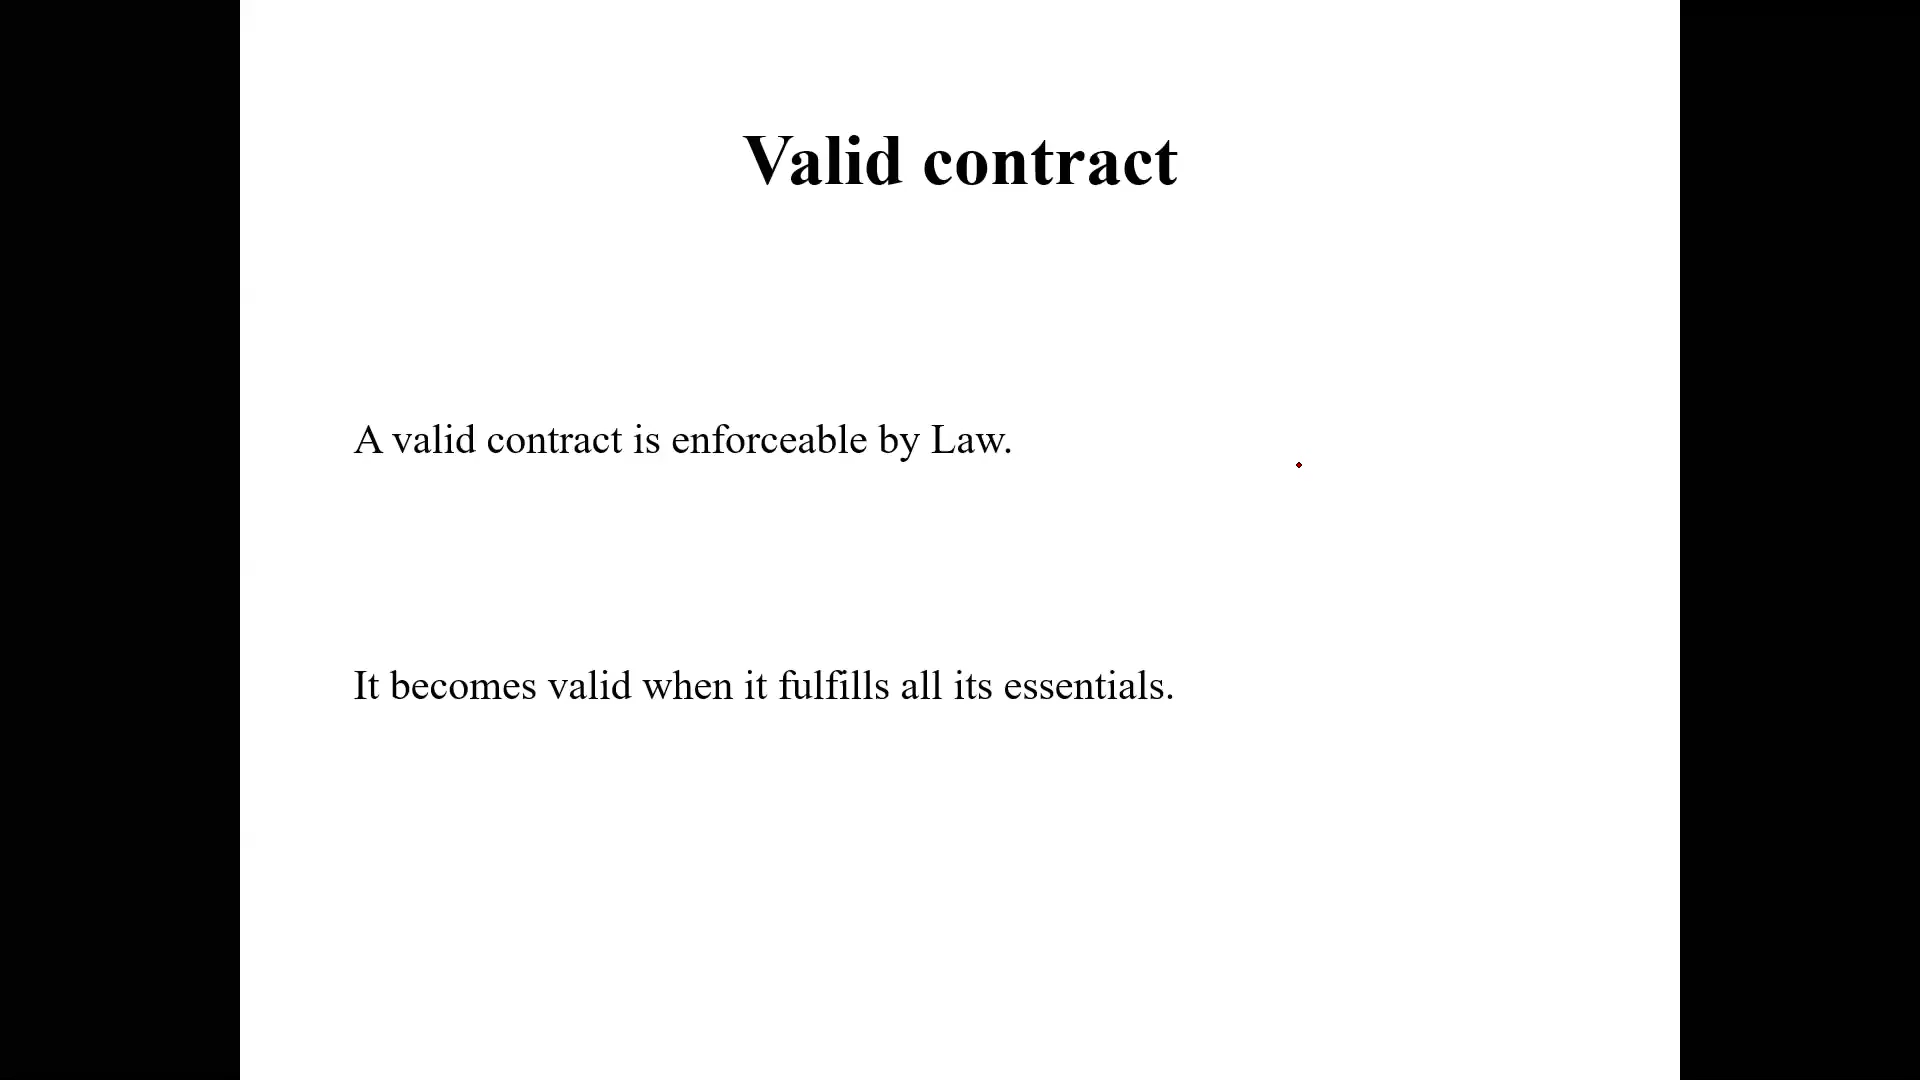 Valid contract
A valid contract is enforceable by Law.
It becomes valid when it fulfills all its essentials.